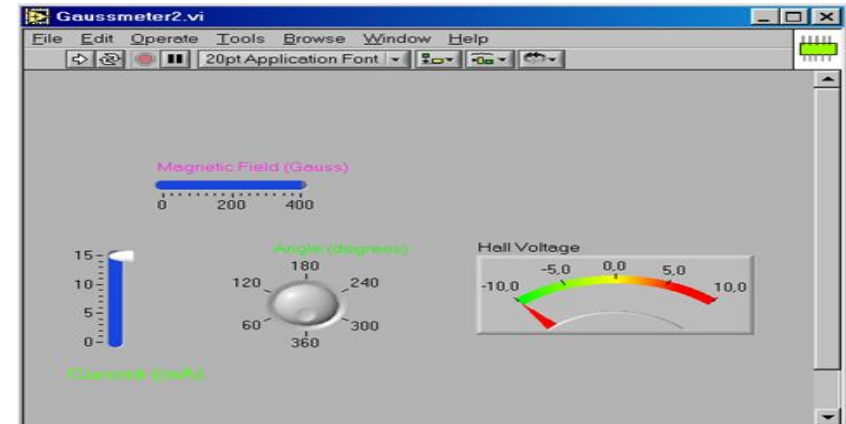 Gaussmeter2.vi
File Edit Operate Tools Browse Window Help
20pt Application Font
Magnetic Field (Gauss)
0 200 400
Angle (degrees)
Hall Voltage
15
10
5
0
180
120 240
60 300
360
-10,0 -5,0 0,0 5,0 10,0
Current (mA)